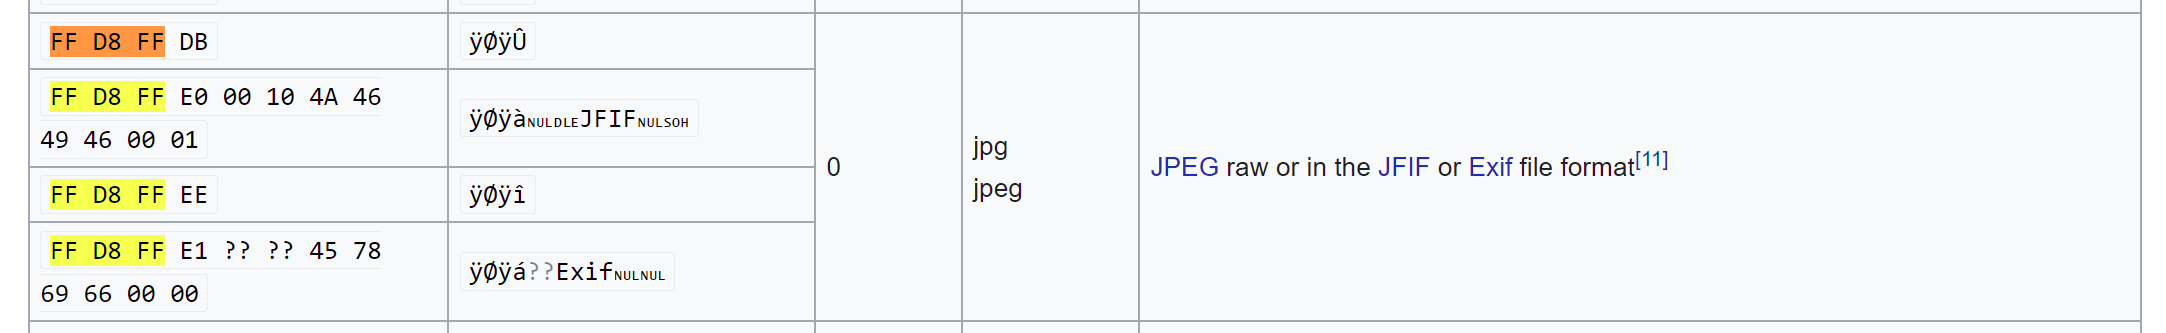 FF D8 FF DB
ÿØÿÛ
FF D8 FF E0 00 10 4A 46
49 46 00 01
ÿØÿàNULDLEJFIFNULSOH
FF D8 FF EE
ÿØÿî
FF D8 FF E1 ?? ?? 45 78
69 66 00 00
ÿØÿá??ExifNULNUL
0
jpg
jpeg
JPEG raw or in the JFIF or Exif file format[11]